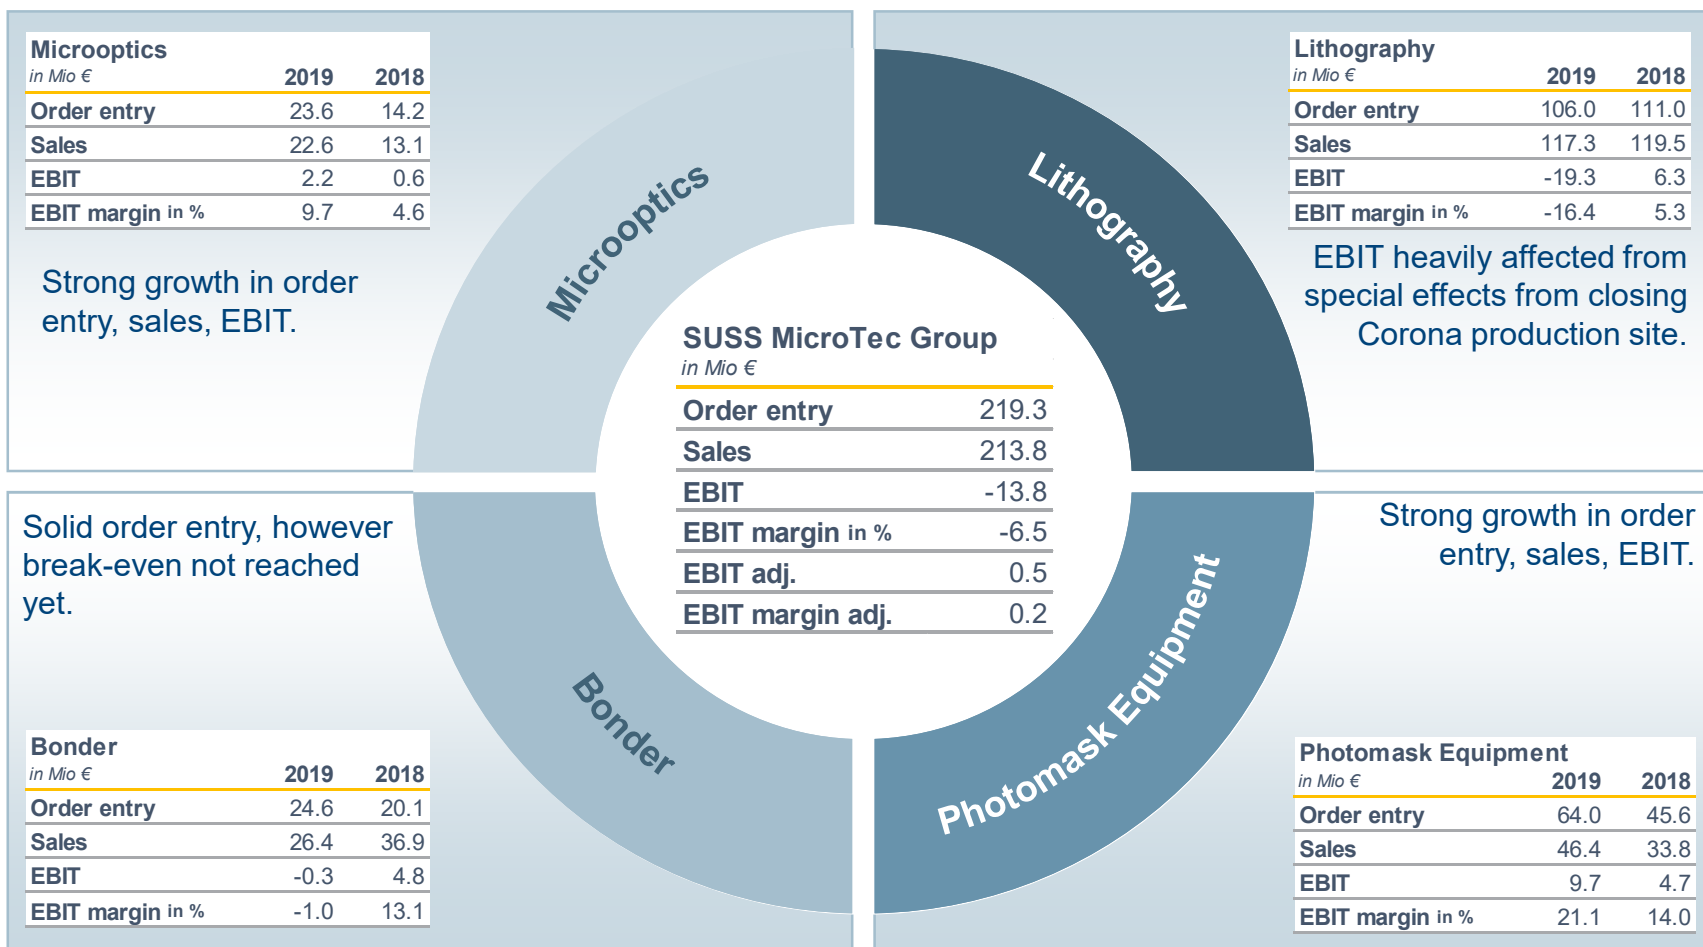 Microoptics
in Mio € 2019 2018
Order entry 23.6 14.2
Sales 22.6 13.1
EBIT 2.2 0.6
EBIT margin in % 9.7 4.6
Strong growth in order
entry, sales, EBIT.
Lithography
in Mio € 2019 2018
Order entry 106.0 111.0
Sales 117.3 119.5
EBIT -19.3 6.3
EBIT margin in % -16.4 5.3
EBIT heavily affected from
special effects from closing
Corona production site.
Microoptics
Lithography
SUSS MicroTec Group
in Mio €
Order entry 219.3
Sales 213.8
EBIT -13.8
EBIT margin in % -6.5
EBIT adj. 0.5
EBIT margin adj. 0.2
Bonder
Photomask Equipment
Solid order entry, however
break-even not reached
yet.
Bonder
in Mio € 2019 2018
Order entry 24.6 20.1
Sales 26.4 36.9
EBIT -0.3 4.8
EBIT margin in % -1.0 13.1
Strong growth in order
entry, sales, EBIT.
Photomask Equipment
in Mio € 2019 2018
Order entry 64.0 45.6
Sales 46.4 33.8
EBIT 9.7 4.7
EBIT margin in % 21.1 14.0